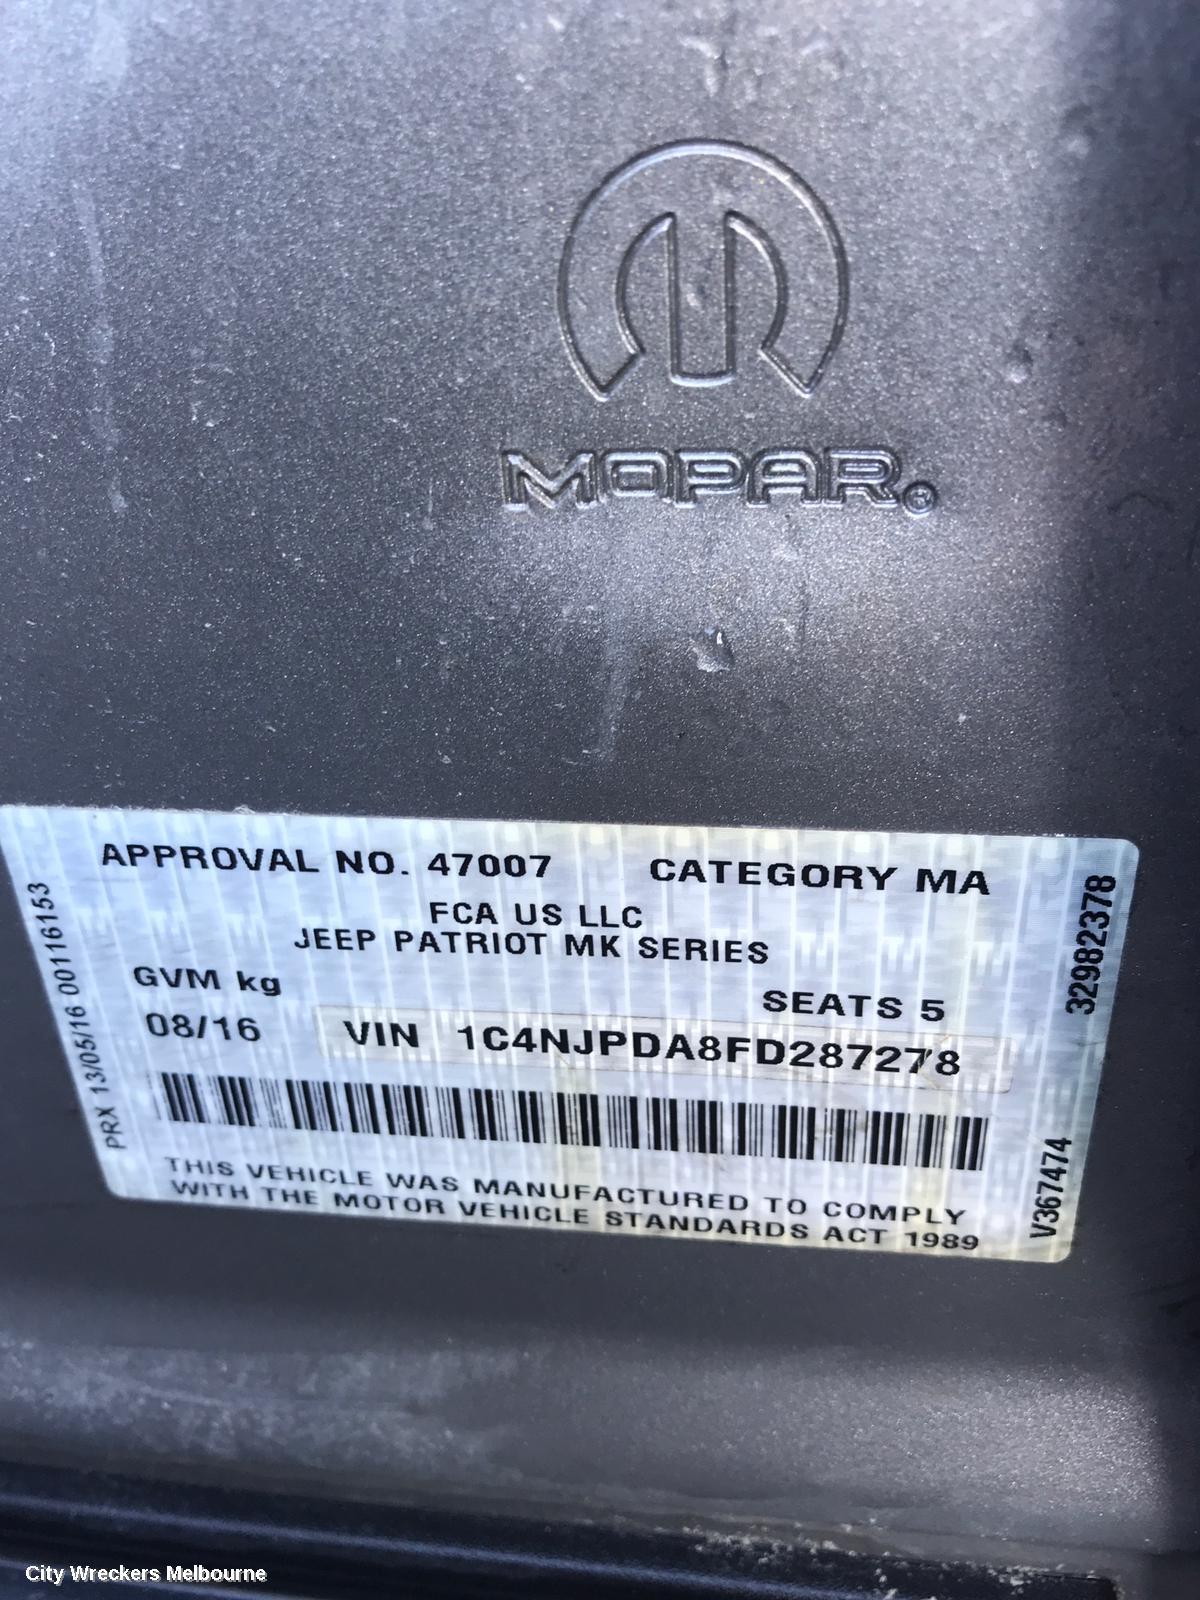 MOPAR®
APPROVAL NO. 47007 CATEGORY MA
FCA US LLC
JEEP PATRIOT MK SERIES
GVM kg SEATS 5
08/16 VIN 1C4NJPDA8FD287278
THIS VEHICLE WAS MANUFACTURED TO COMPLY
WITH THE MOTOR VEHICLE STANDARDS ACT 1989
PRX 13/05/16 00116153
32982378
V367474
City Wreckers Melbourne